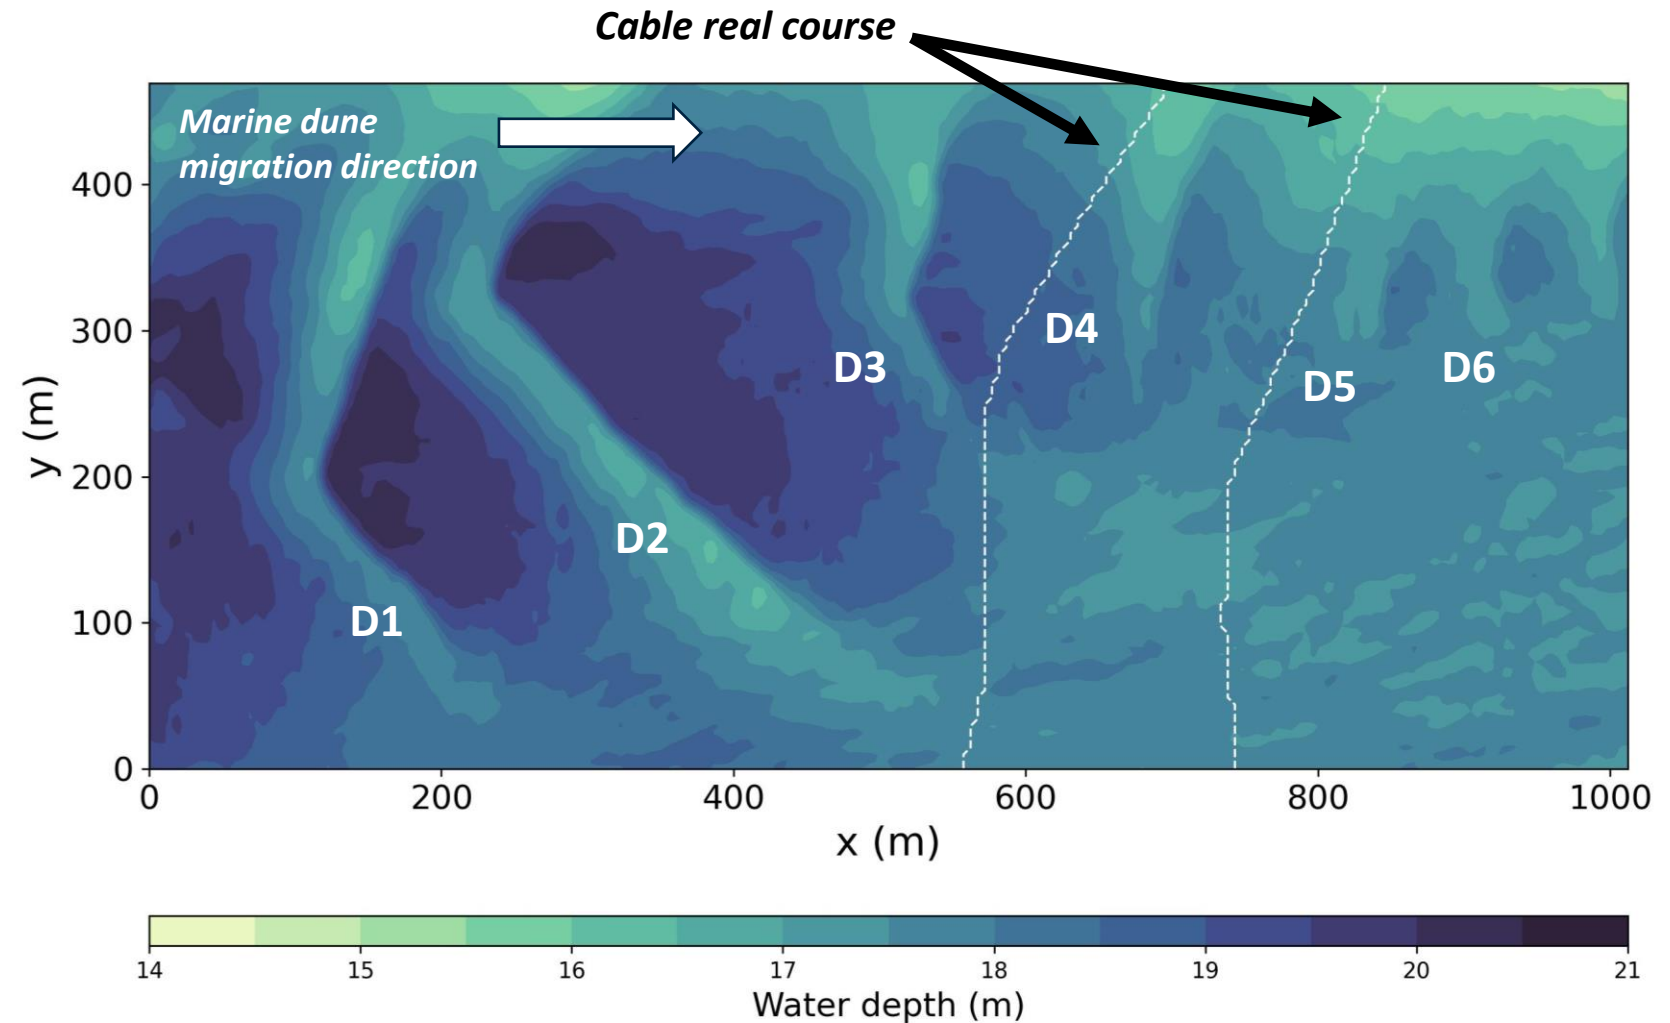 Cable real course
Marine dune
migration direction
400
300
200
100
0
y (m)
D1
D2
D3
D4
D5
D6
0
200
400
600
800
1000
x (m)
14
15
16
17
18
19
20
21
Water depth (m)